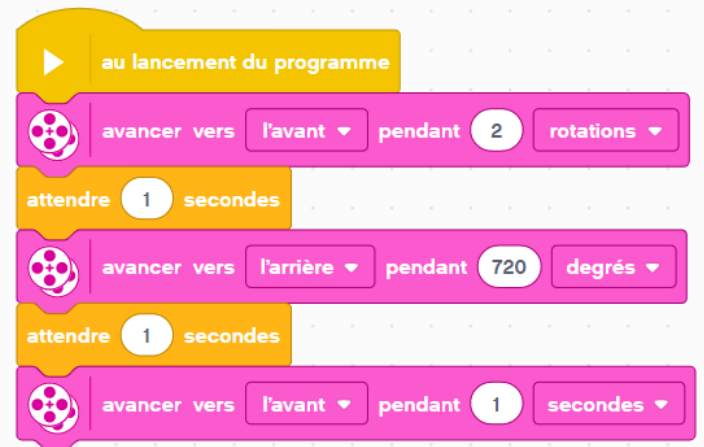 au lancement du programme
avancer vers l'avant pendant 2 rotations
attendre 1 secondes
avancer vers l'arrière pendant 720 degrés
attendre 1 secondes
avancer vers l'avant pendant 1 secondes